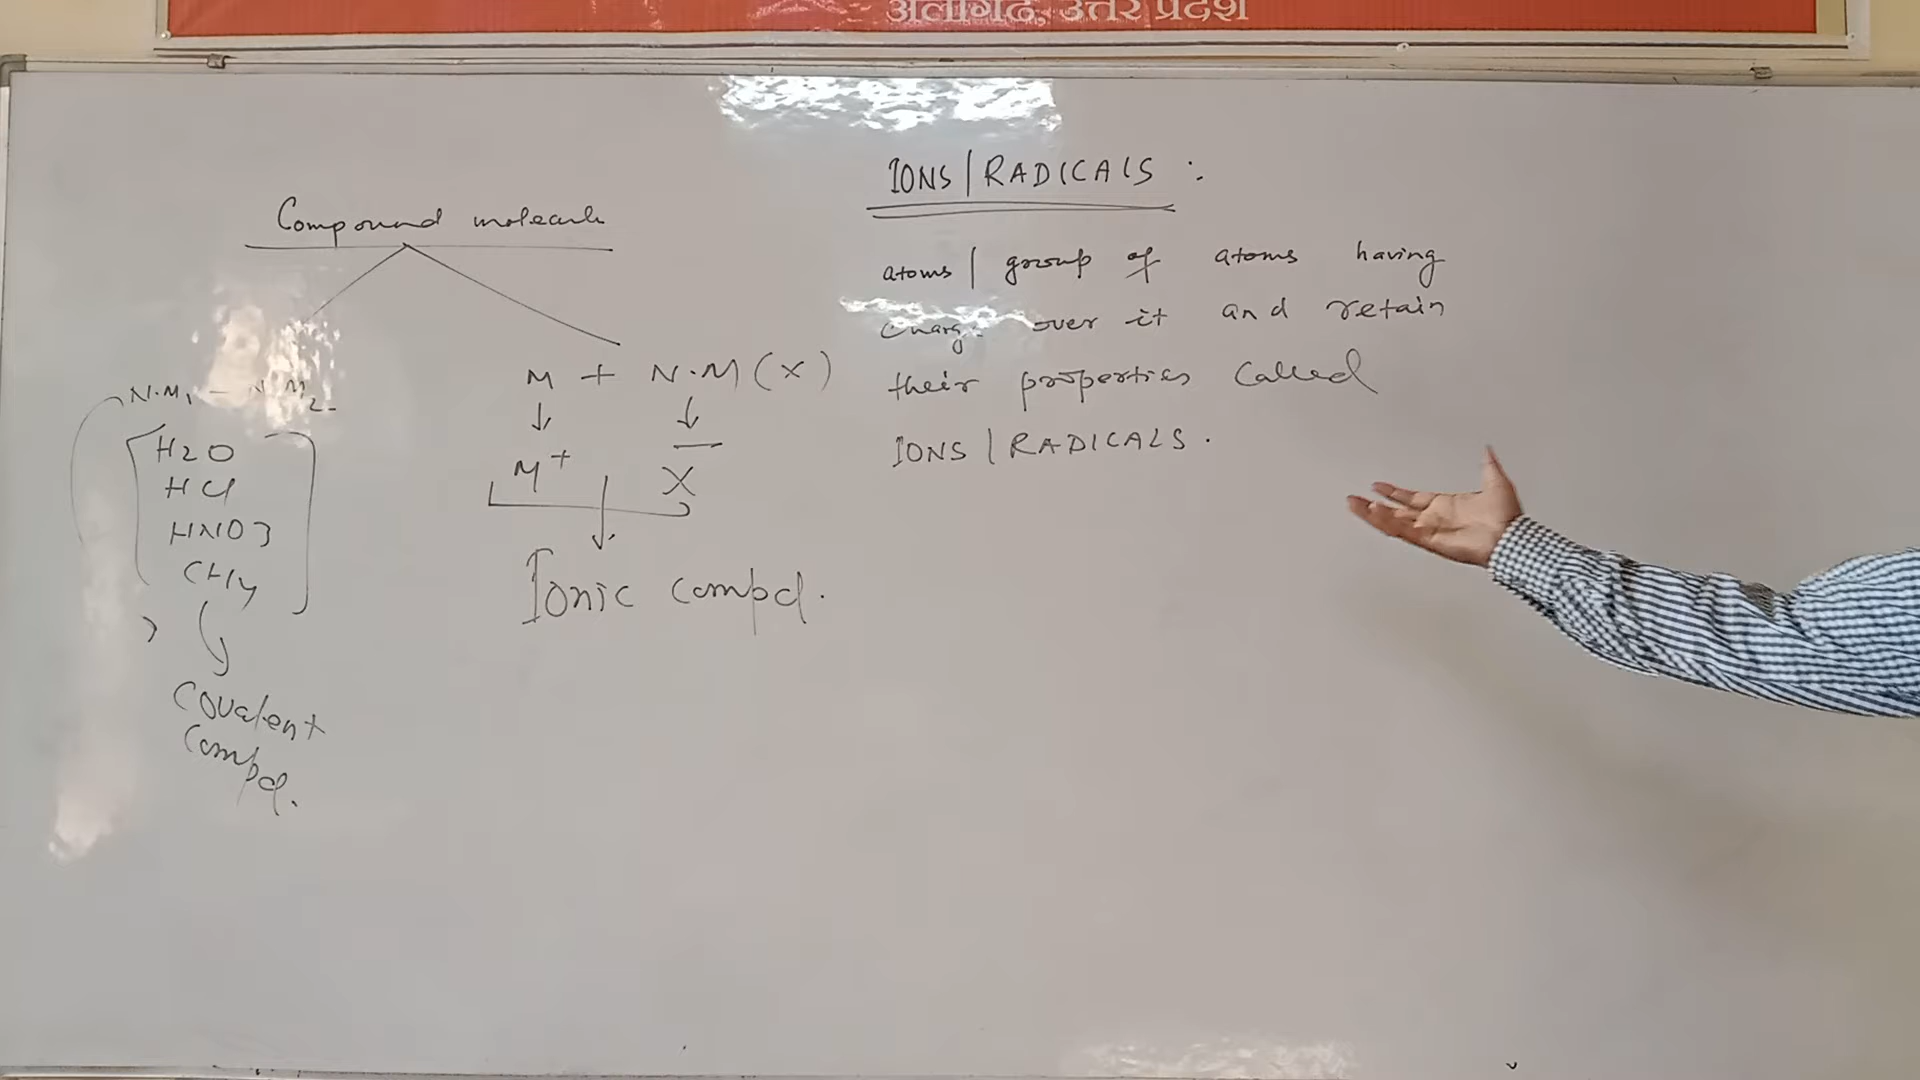 अलीगढ़, उत्तर प्रदेश
Compound molecule
N.M1 - N.M2
H2O
HCl
HNO3
CH4
Covalent
Compd.
M + N.M (X)
↓ ↓
M+ X̅
Ionic compd.
IONS | RADICALS :
atoms | group of atoms having
charge over it and retain
their properties called
IONS | RADICALS.